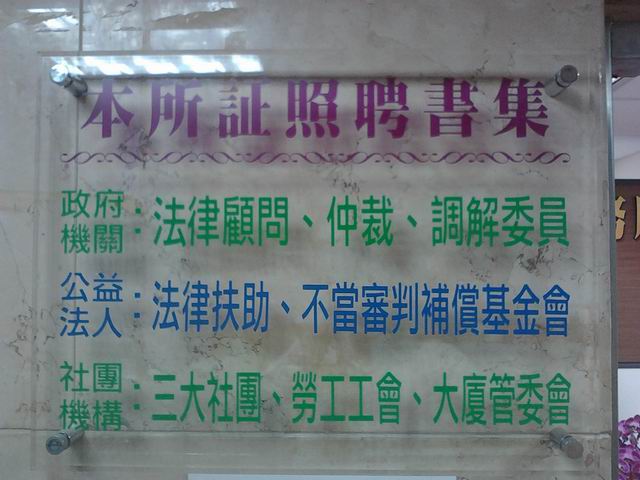 本所証照聘書集
政府機關：法律顧問、仲裁、調解委員
公益法人：法律扶助、不當審判補償基金會
社團機構：三大社團、勞工工會、大廈管委會
務